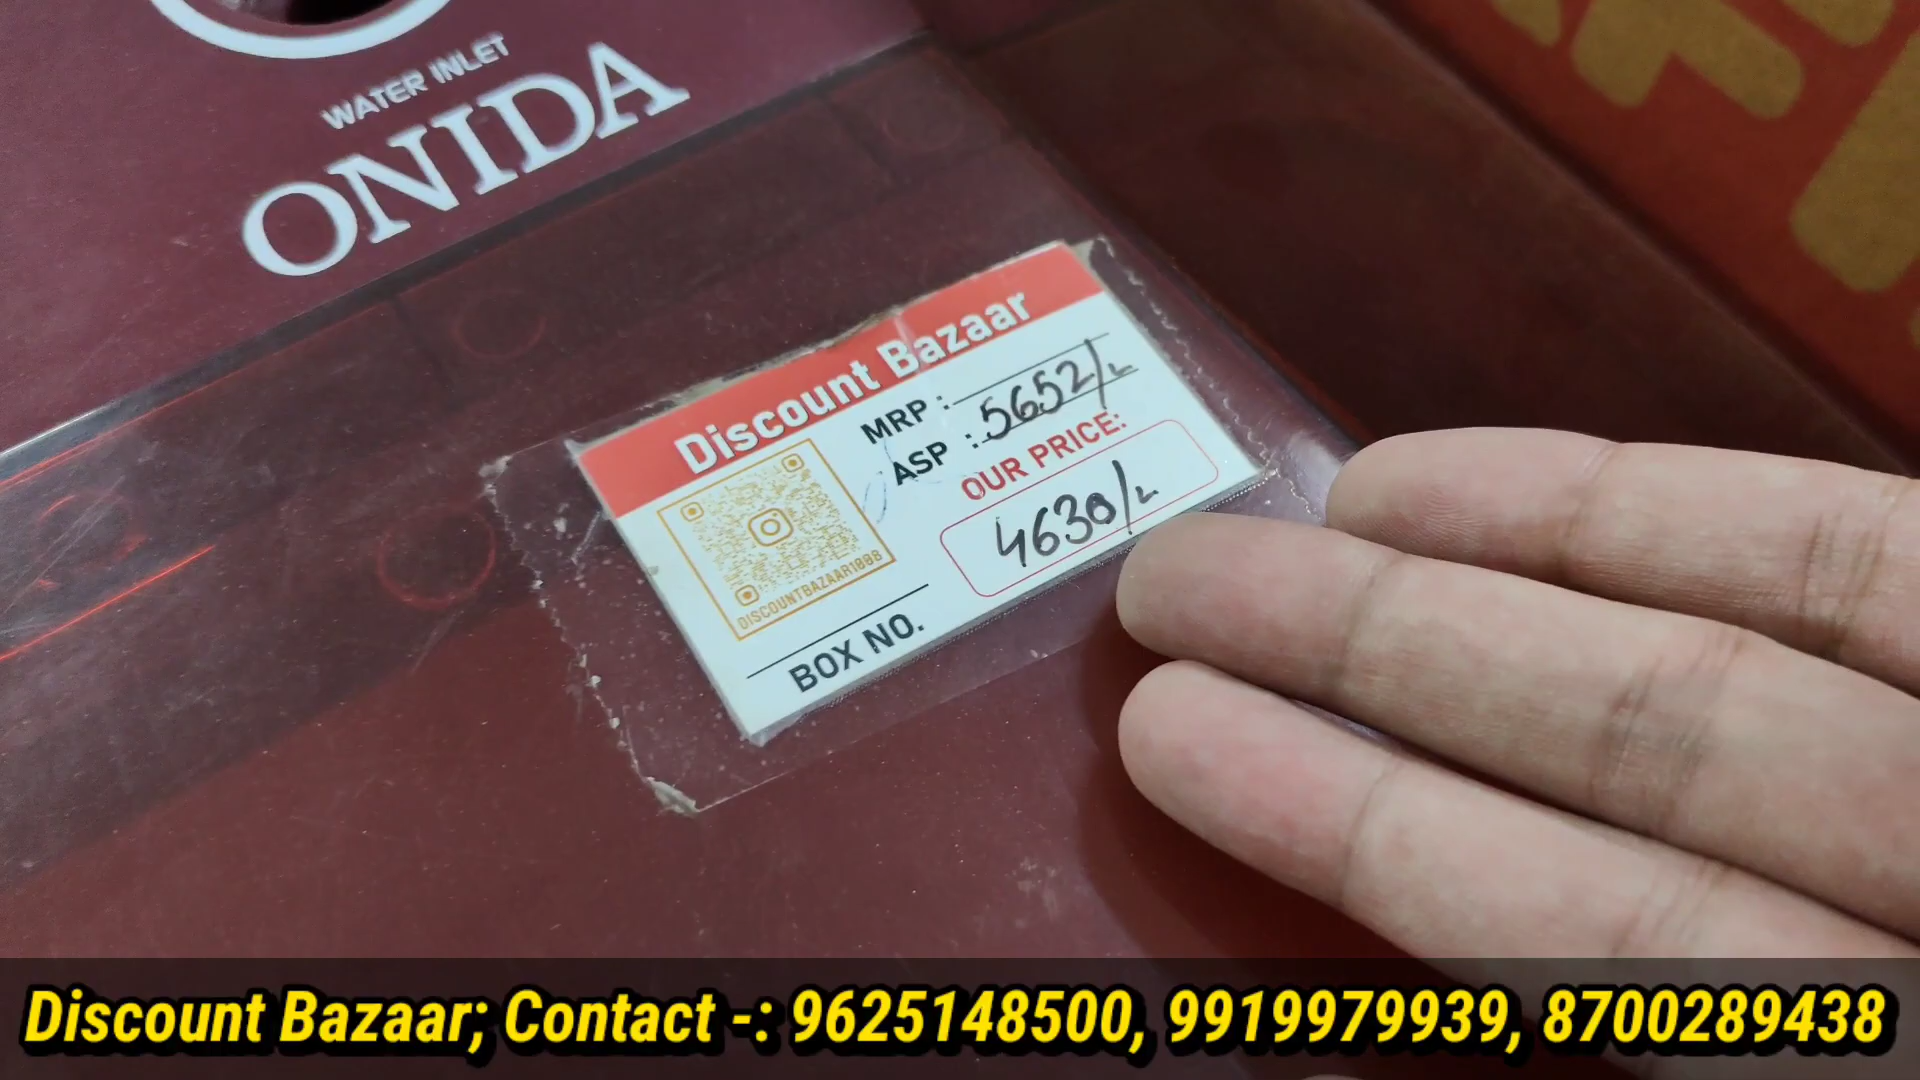 WATER INLET
ONIDA
Discount Bazaar
MRP :
ASP : 5652/-
OUR PRICE:
4630/-
DISCOUNTBAZAAR1008
BOX NO.
Discount Bazaar; Contact -: 9625148500, 9919979939, 8700289438